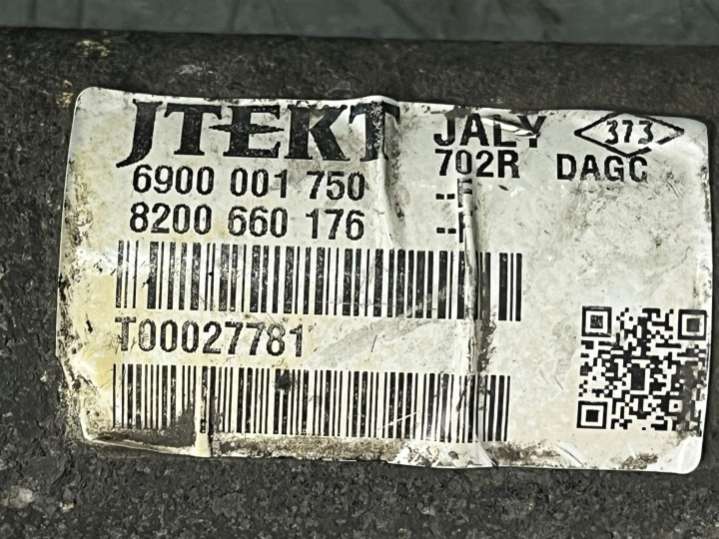 JTEKT JALY 373
702R DAGC
6900 001 750 --F
8200 660 176 --F
T00027781